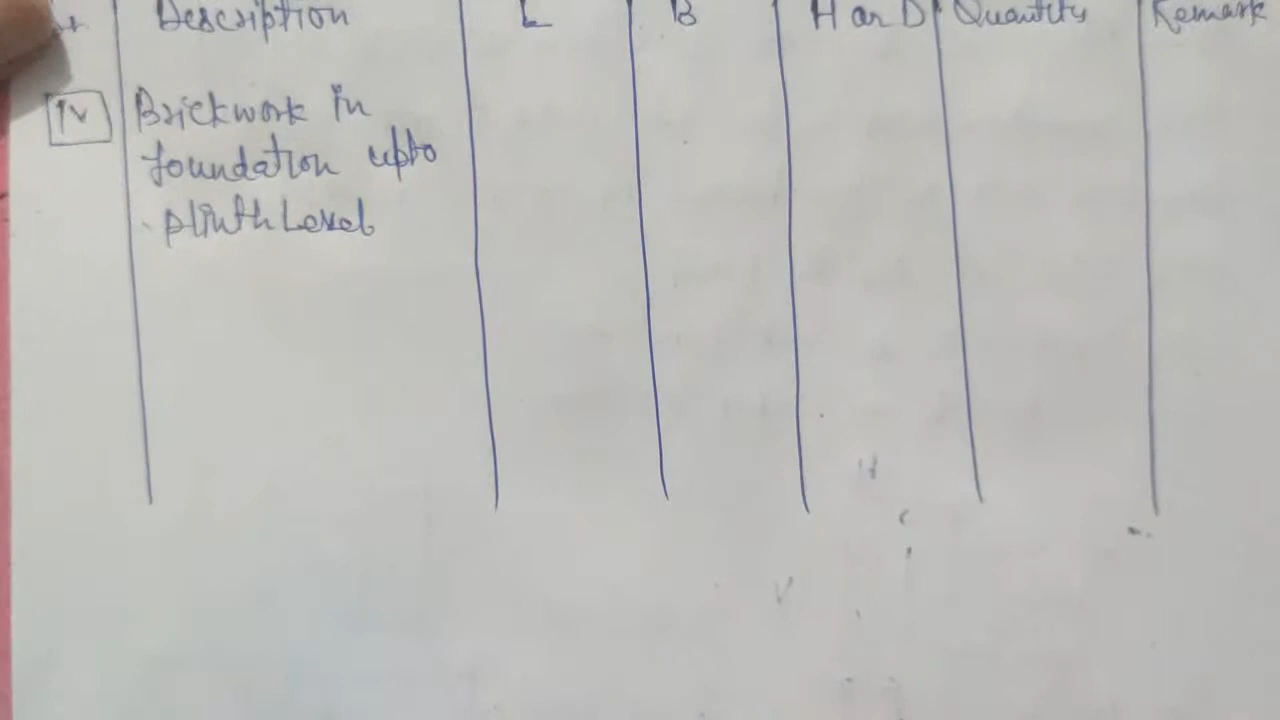 Description L B H or D Quantity Remark
IV Brickwork in
foundation upto
plinth Level